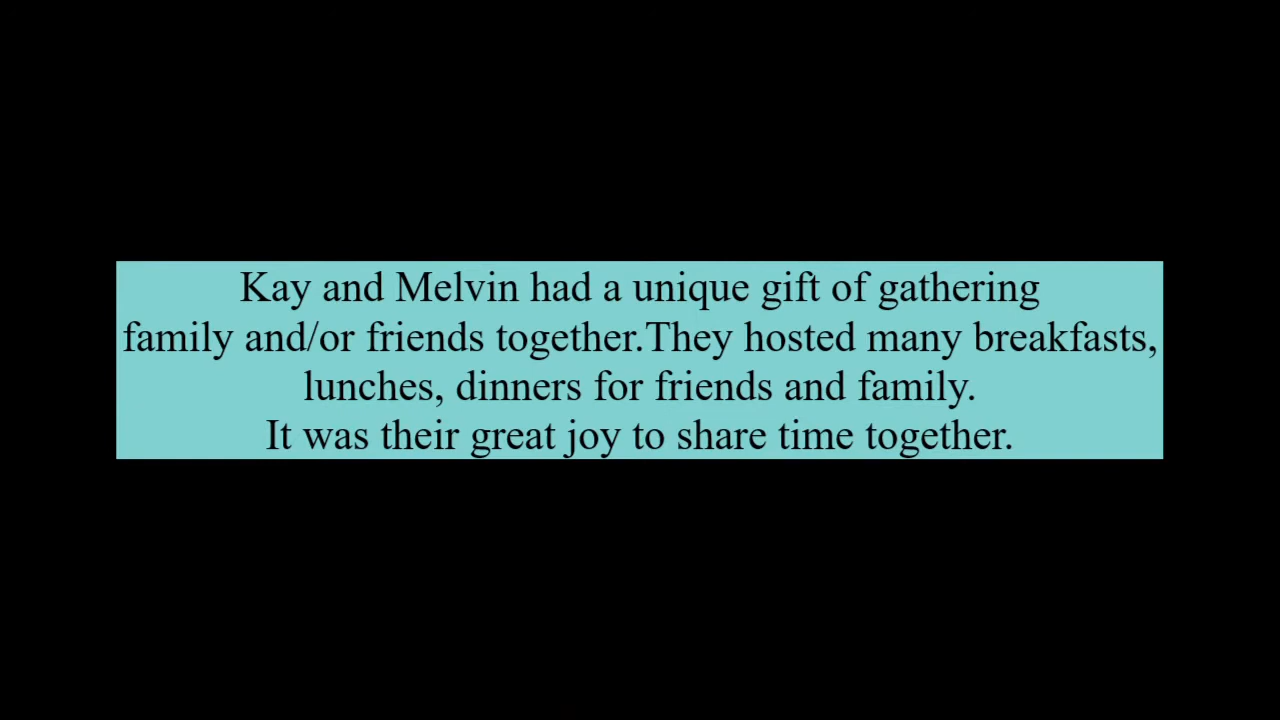 Kay and Melvin had a unique gift of gathering
family and/or friends together.They hosted many breakfasts,
lunches, dinners for friends and family.
It was their great joy to share time together.